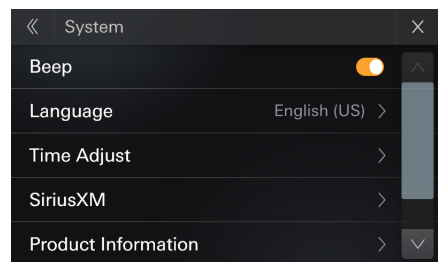 System
Beep
Language English (US)
Time Adjust
SiriusXM
Product Information